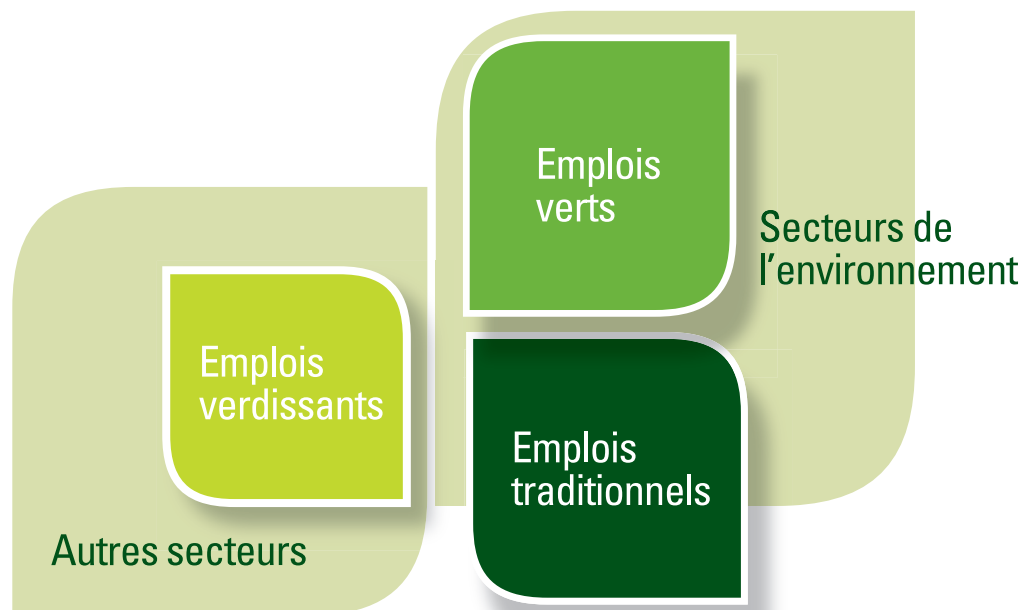 Emplois
verts
Secteurs de
l'environnement
Emplois
verdissants
Emplois
traditionnels
Autres secteurs